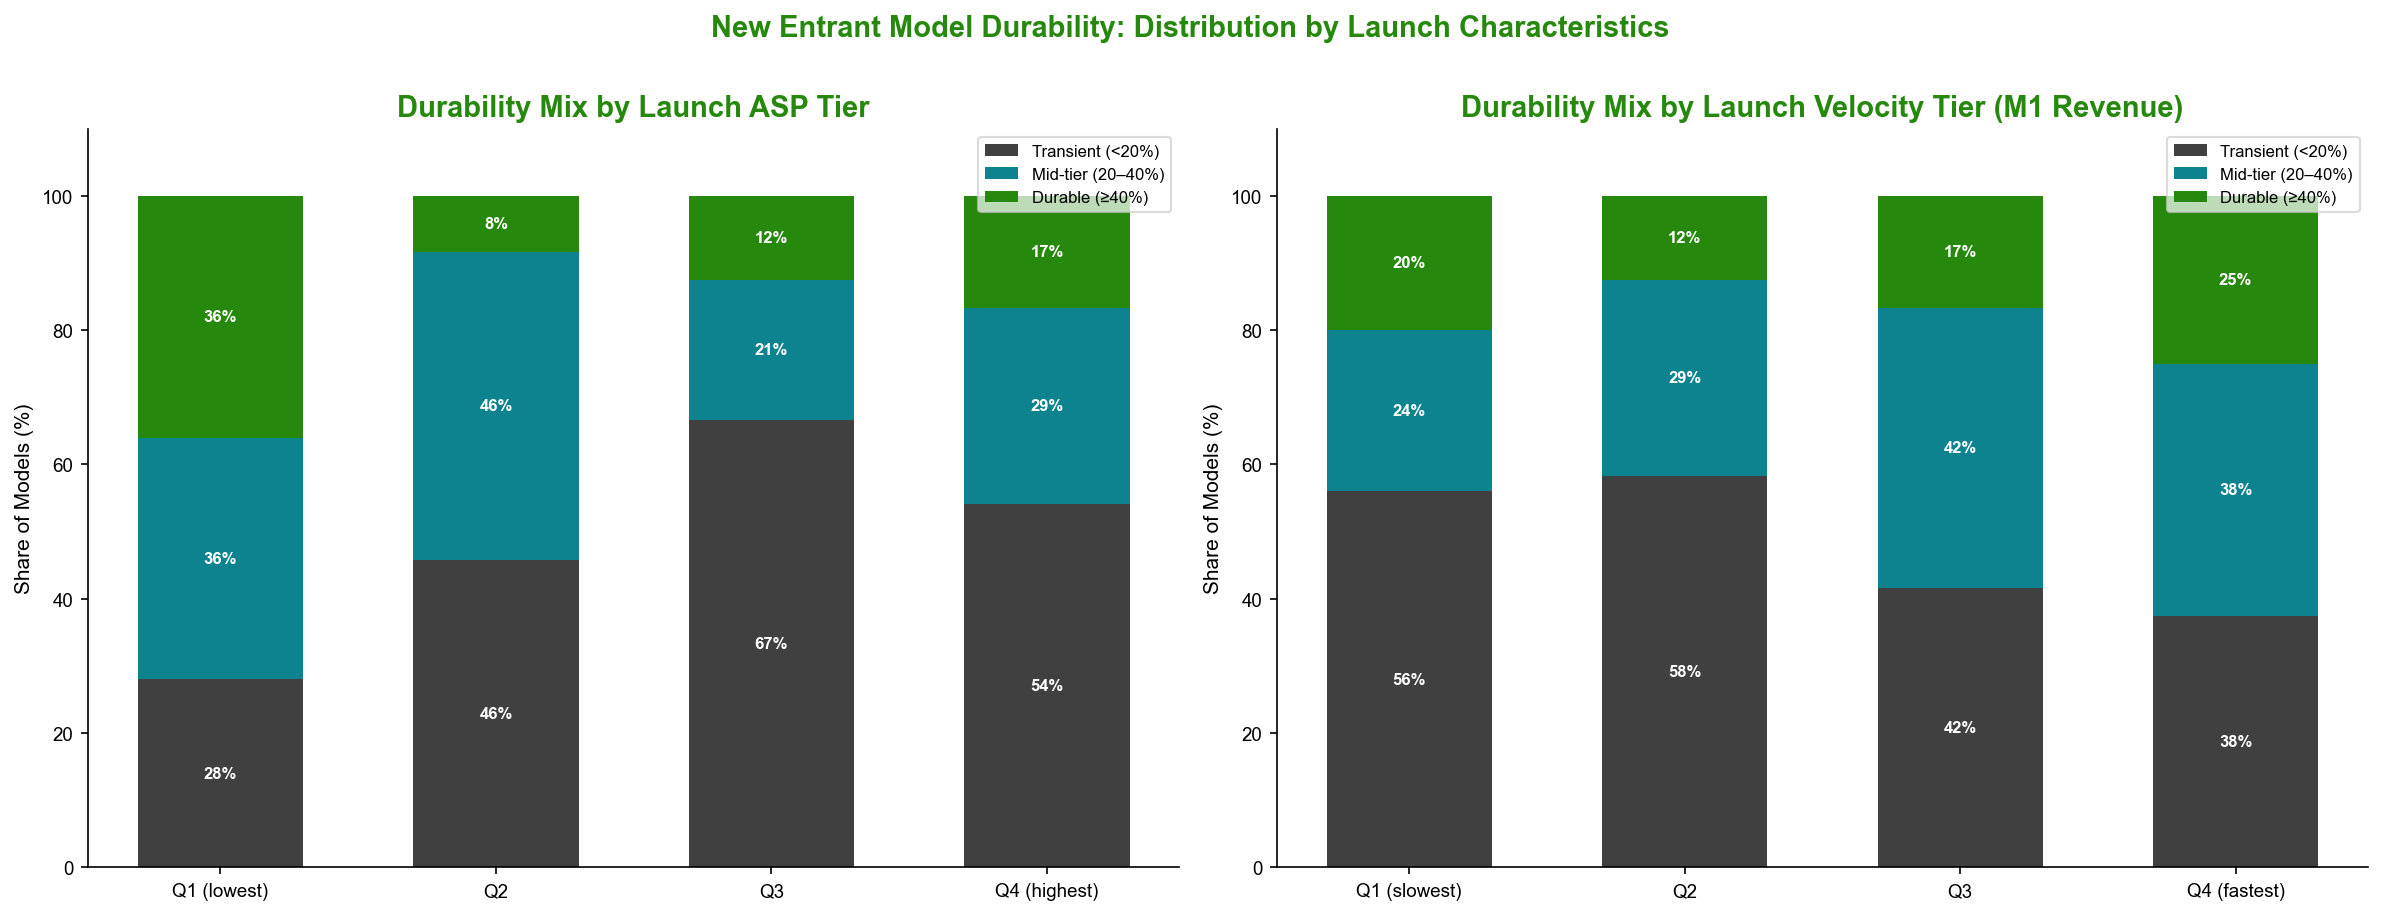 New Entrant Model Durability: Distribution by Launch Characteristics
Durability Mix by Launch ASP Tier
Transient (<20%)
Mid-tier (20–40%)
Durable (≥40%)
Share of Models (%)
100
80
60
40
20
0
36%
36%
28%
8%
46%
46%
12%
21%
67%
17%
29%
54%
Q1 (lowest)
Q2
Q3
Q4 (highest)
Durability Mix by Launch Velocity Tier (M1 Revenue)
Transient (<20%)
Mid-tier (20–40%)
Durable (≥40%)
Share of Models (%)
100
80
60
40
20
0
20%
24%
56%
12%
29%
58%
17%
42%
42%
25%
38%
38%
Q1 (slowest)
Q2
Q3
Q4 (fastest)